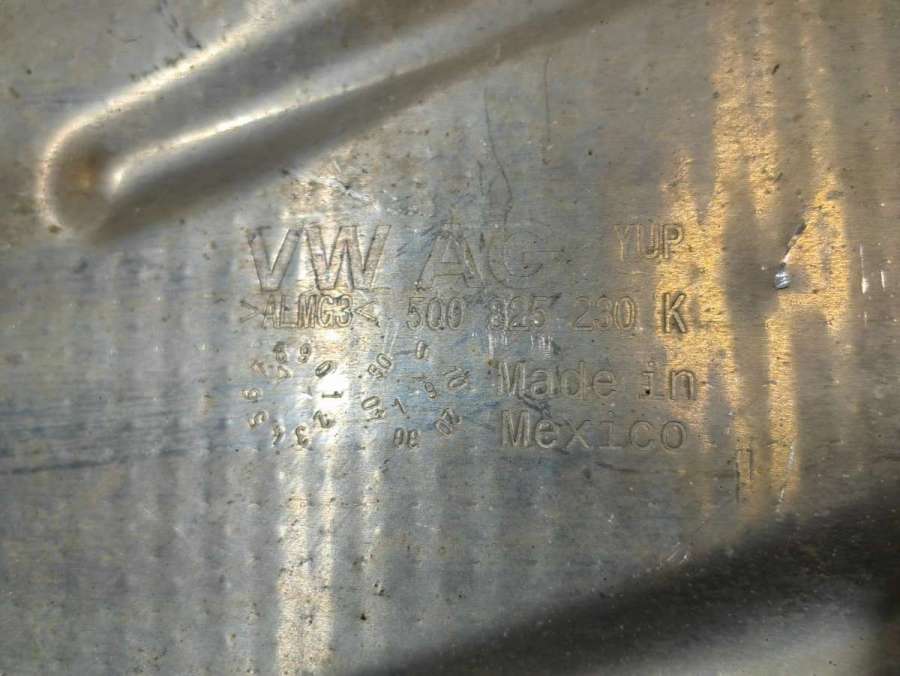 VW AG YUP
>ALMG3< 5Q0 825 230 K
Made in
Mexico